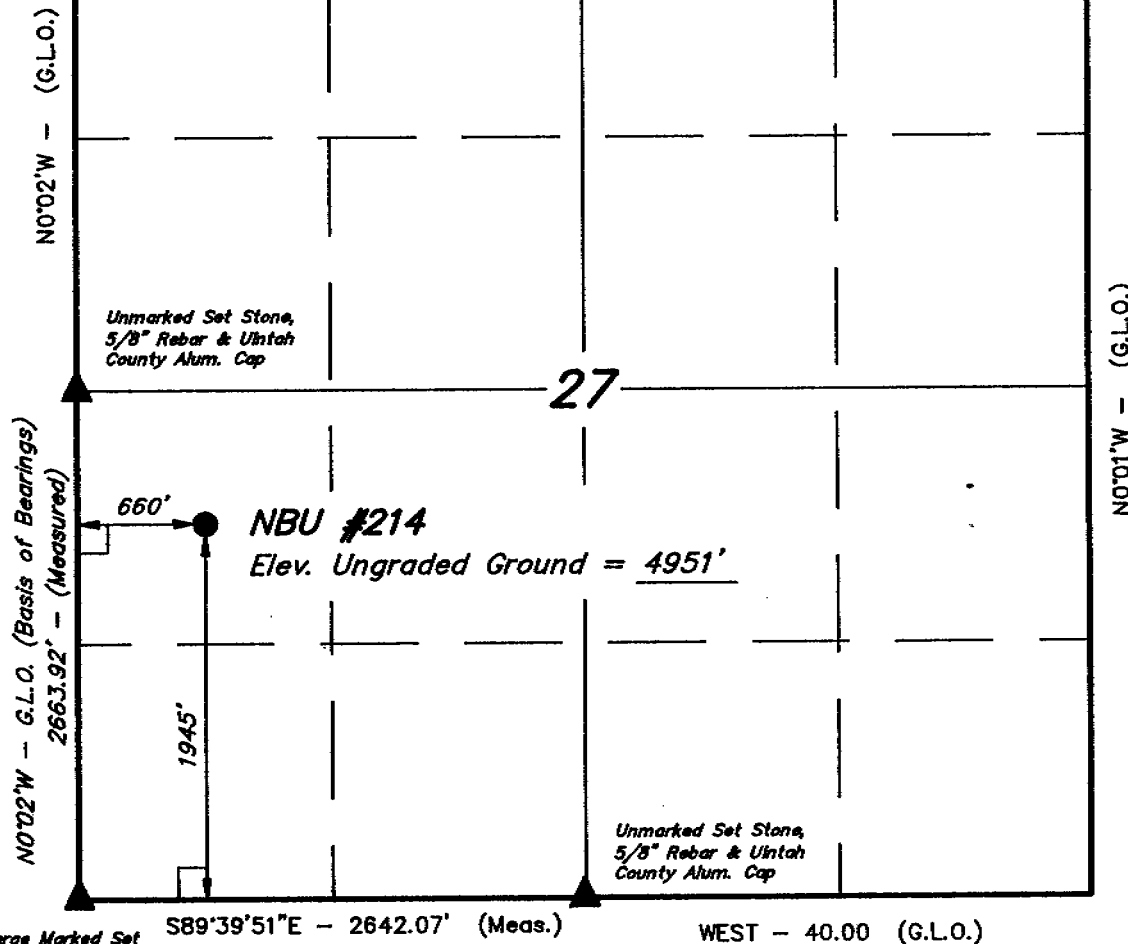 N0°02'W – (G.L.O.)
Unmarked Set Stone,
5/8" Rebar & Uintah
County Alum. Cap
27
N0°01'W – (G.L.O.)
N0°02'W – G.L.O. (Basis of Bearings)
2663.92' – (Measured)
660'
NBU #214
Elev. Ungraded Ground = 4951'
1945'
Unmarked Set Stone,
5/8" Rebar & Uintah
County Alum. Cap
S89°39'51"E – 2642.07' (Meas.)
WEST – 40.00 (G.L.O.)
Marked Set